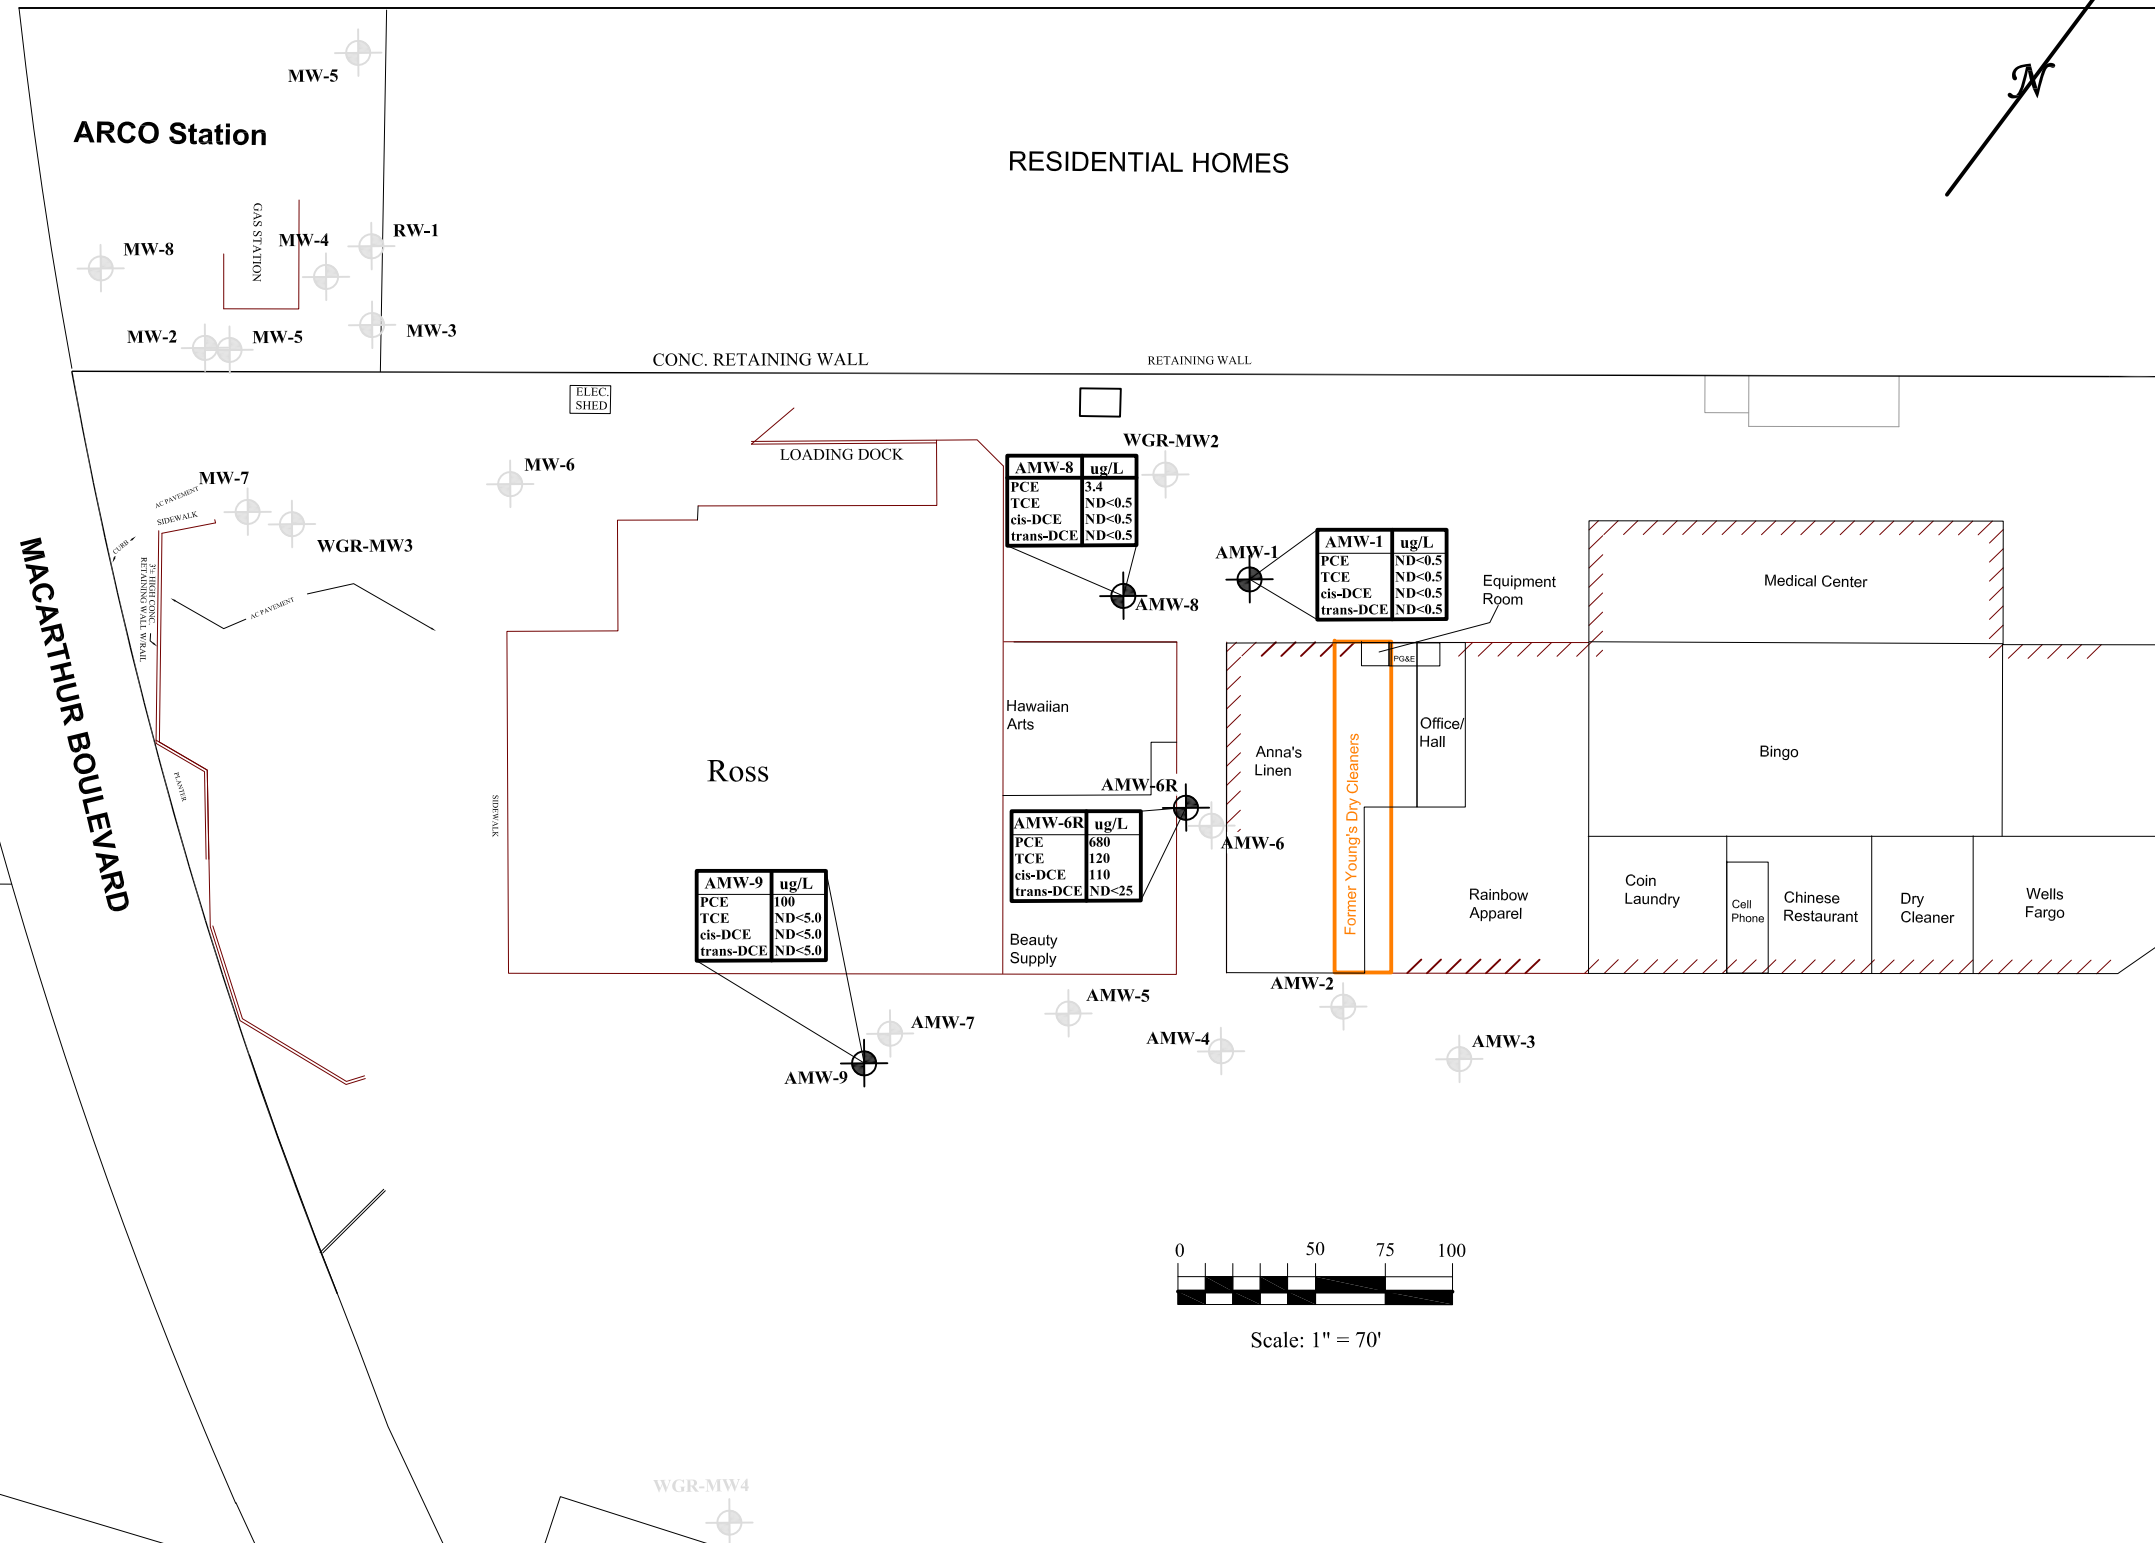 MW-5
ARCO Station
N
RESIDENTIAL HOMES
GAS STATION
MW-8
MW-4
RW-1
MW-2
MW-5
MW-3
CONC. RETAINING WALL
RETAINING WALL
ELEC.
SHED
LOADING DOCK
WGR-MW2
MW-6
MW-7
AC PAVEMENT
SIDEWALK
CURB
3'± HIGH CONC.
RETAINING WALL W/RAIL
WGR-MW3
AC PAVEMENT
AMW-8 ug/L
PCE 3.4
TCE ND<0.5
cis-DCE ND<0.5
trans-DCE ND<0.5
AMW-8
AMW-1
AMW-1 ug/L
PCE ND<0.5
TCE ND<0.5
cis-DCE ND<0.5
trans-DCE ND<0.5
Equipment
Room
PG&E
Medical Center
MACARTHUR BOULEVARD
PLANTER
SIDEWALK
Ross
Hawaiian
Arts
Anna's
Linen
Former Young's Dry Cleaners
Office/
Hall
Bingo
AMW-6R
AMW-6
AMW-6R ug/L
PCE 680
TCE 120
cis-DCE 110
trans-DCE ND<25
AMW-9 ug/L
PCE 100
TCE ND<5.0
cis-DCE ND<5.0
trans-DCE ND<5.0
Beauty
Supply
Rainbow
Apparel
Coin
Laundry
Cell
Phone
Chinese
Restaurant
Dry
Cleaner
Wells
Fargo
AMW-2
AMW-5
AMW-7
AMW-4
AMW-3
AMW-9
0 50 75 100
Scale: 1" = 70'
WGR-MW4